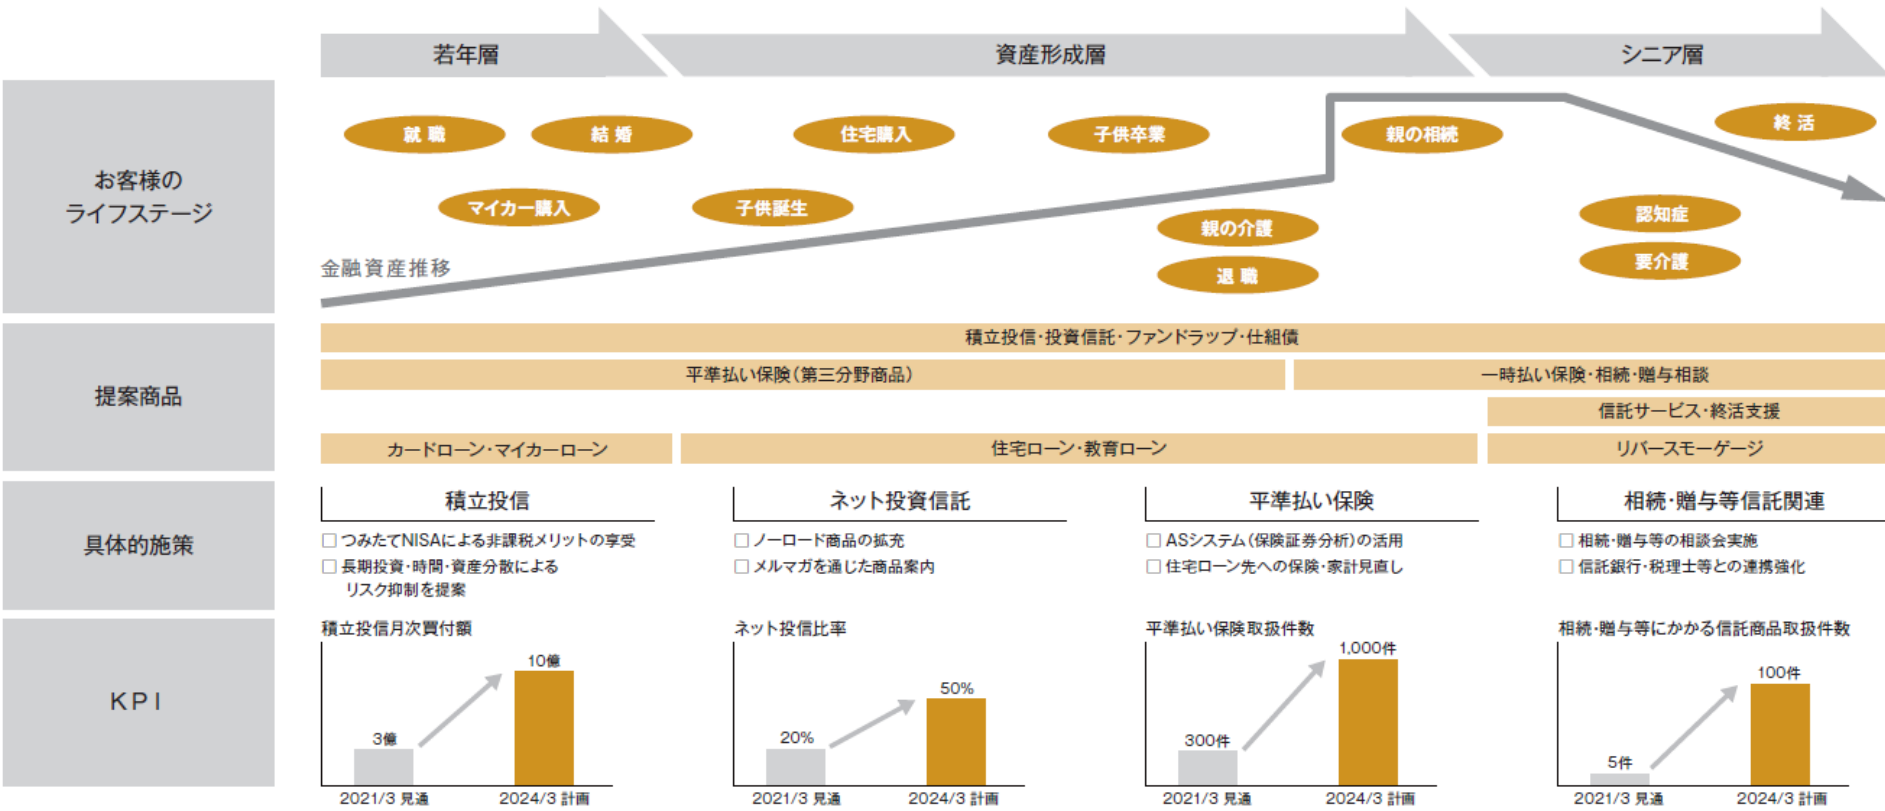 若年層
資産形成層
シニア層
お客様の
ライフステージ
就職
結婚
住宅購入
子供卒業
親の相続
終活
マイカー購入
子供誕生
親の介護
退職
認知症
要介護
金融資産推移
提案商品
積立投信・投資信託・ファンドラップ・仕組債
平準払い保険(第三分野商品)
一時払い保険・相続・贈与相談
信託サービス・終活支援
カードローン・マイカーローン
住宅ローン・教育ローン
リバースモーゲージ
具体的施策
積立投信
□ つみたてNISAによる非課税メリットの享受
□ 長期投資・時間・資産分散による
リスク抑制を提案
ネット投資信託
□ ノーロード商品の拡充
□ メルマガを通じた商品案内
平準払い保険
□ ASシステム(保険証券分析)の活用
□ 住宅ローン先への保険・家計見直し
相続・贈与等信託関連
□ 相続・贈与等の相談会実施
□ 信託銀行・税理士等との連携強化
KPI
積立投信月次買付額
3億
10億
2021/3 見通
2024/3 計画
ネット投信比率
20%
50%
2021/3 見通
2024/3 計画
平準払い保険取扱件数
300件
1,000件
2021/3 見通
2024/3 計画
相続・贈与等にかかる信託商品取扱件数
5件
100件
2021/3 見通
2024/3 計画